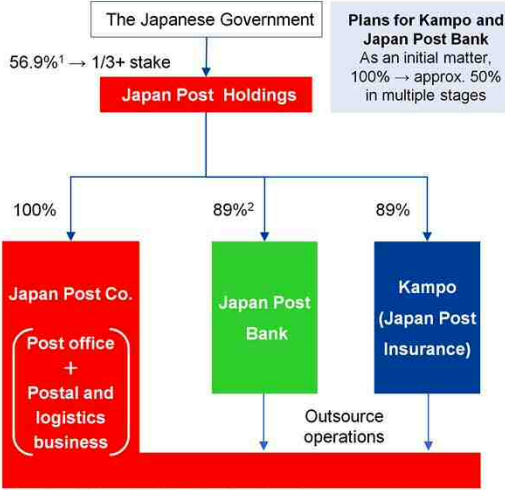 The Japanese Government
Plans for Kampo and
Japan Post Bank
As an initial matter,
100% → approx. 50%
in multiple stages
56.9%¹ → 1/3+ stake
Japan Post Holdings
100%
89%²
89%
Japan Post Co.
Post office
+
Postal and
logistics
business
Japan Post
Bank
Kampo
(Japan Post
Insurance)
Outsource
operations